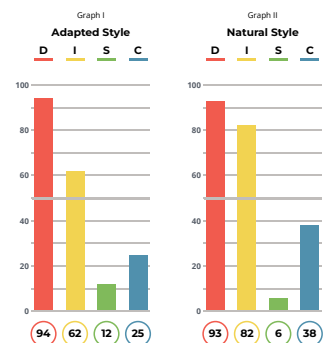 Graph I
Adapted Style
D I S C
100
80
60
40
20
0
94 62 12 25
Graph II
Natural Style
D I S C
100
80
60
40
20
0
93 82 6 38